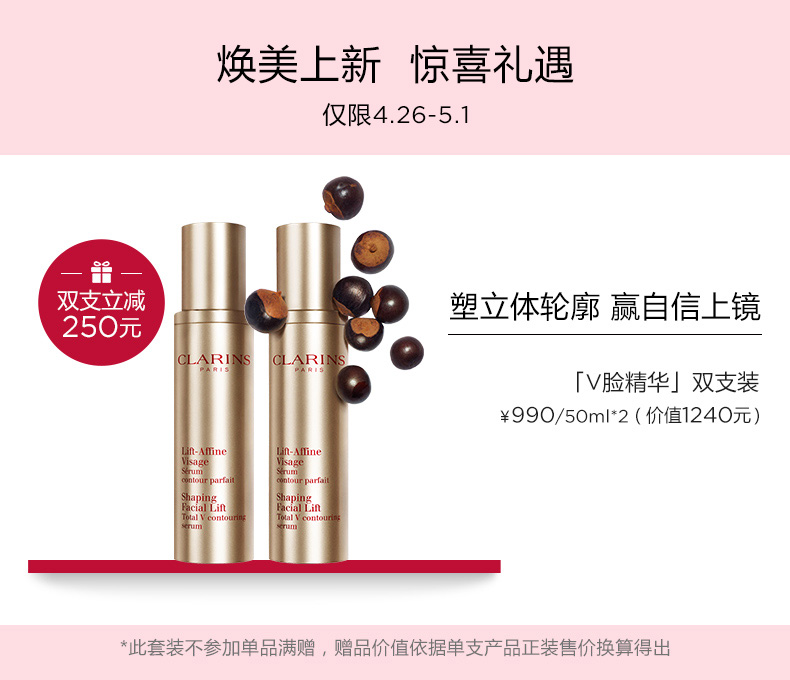 焕美上新 惊喜礼遇
仅限4.26-5.1
双支立减
250元
CLARINS
PARIS
Lift-Affine
Visage
Sérum
contour parfait
Shaping
Facial Lift
Total V contouring
serum
CLARINS
PARIS
Lift-Affine
Visage
Sérum
contour parfait
Shaping
Facial Lift
Total V contouring
serum
塑立体轮廓 赢自信上镜
「V脸精华」双支装
¥990/50ml*2（价值1240元）
*此套装不参加单品满赠，赠品价值依据单支产品正装售价换算得出